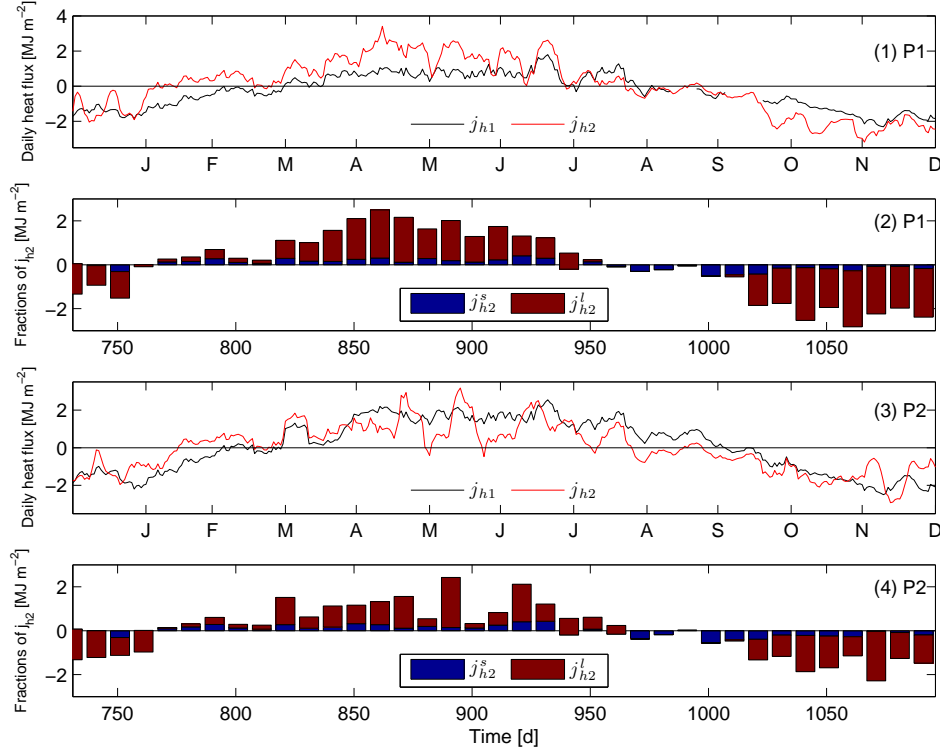 Daily heat flux [MJ m⁻²]
4
2
0
−2
(1) P1
j_h1 j_h2
J F M A M J J A S O N D
Fractions of j_h2 [MJ m⁻²]
2
0
−2
(2) P1
j^s_h2 j^l_h2
750 800 850 900 950 1000 1050
Daily heat flux [MJ m⁻²]
2
0
−2
(3) P2
j_h1 j_h2
J F M A M J J A S O N D
Fractions of j_h2 [MJ m⁻²]
2
0
−2
(4) P2
j^s_h2 j^l_h2
750 800 850 900 950 1000 1050
Time [d]